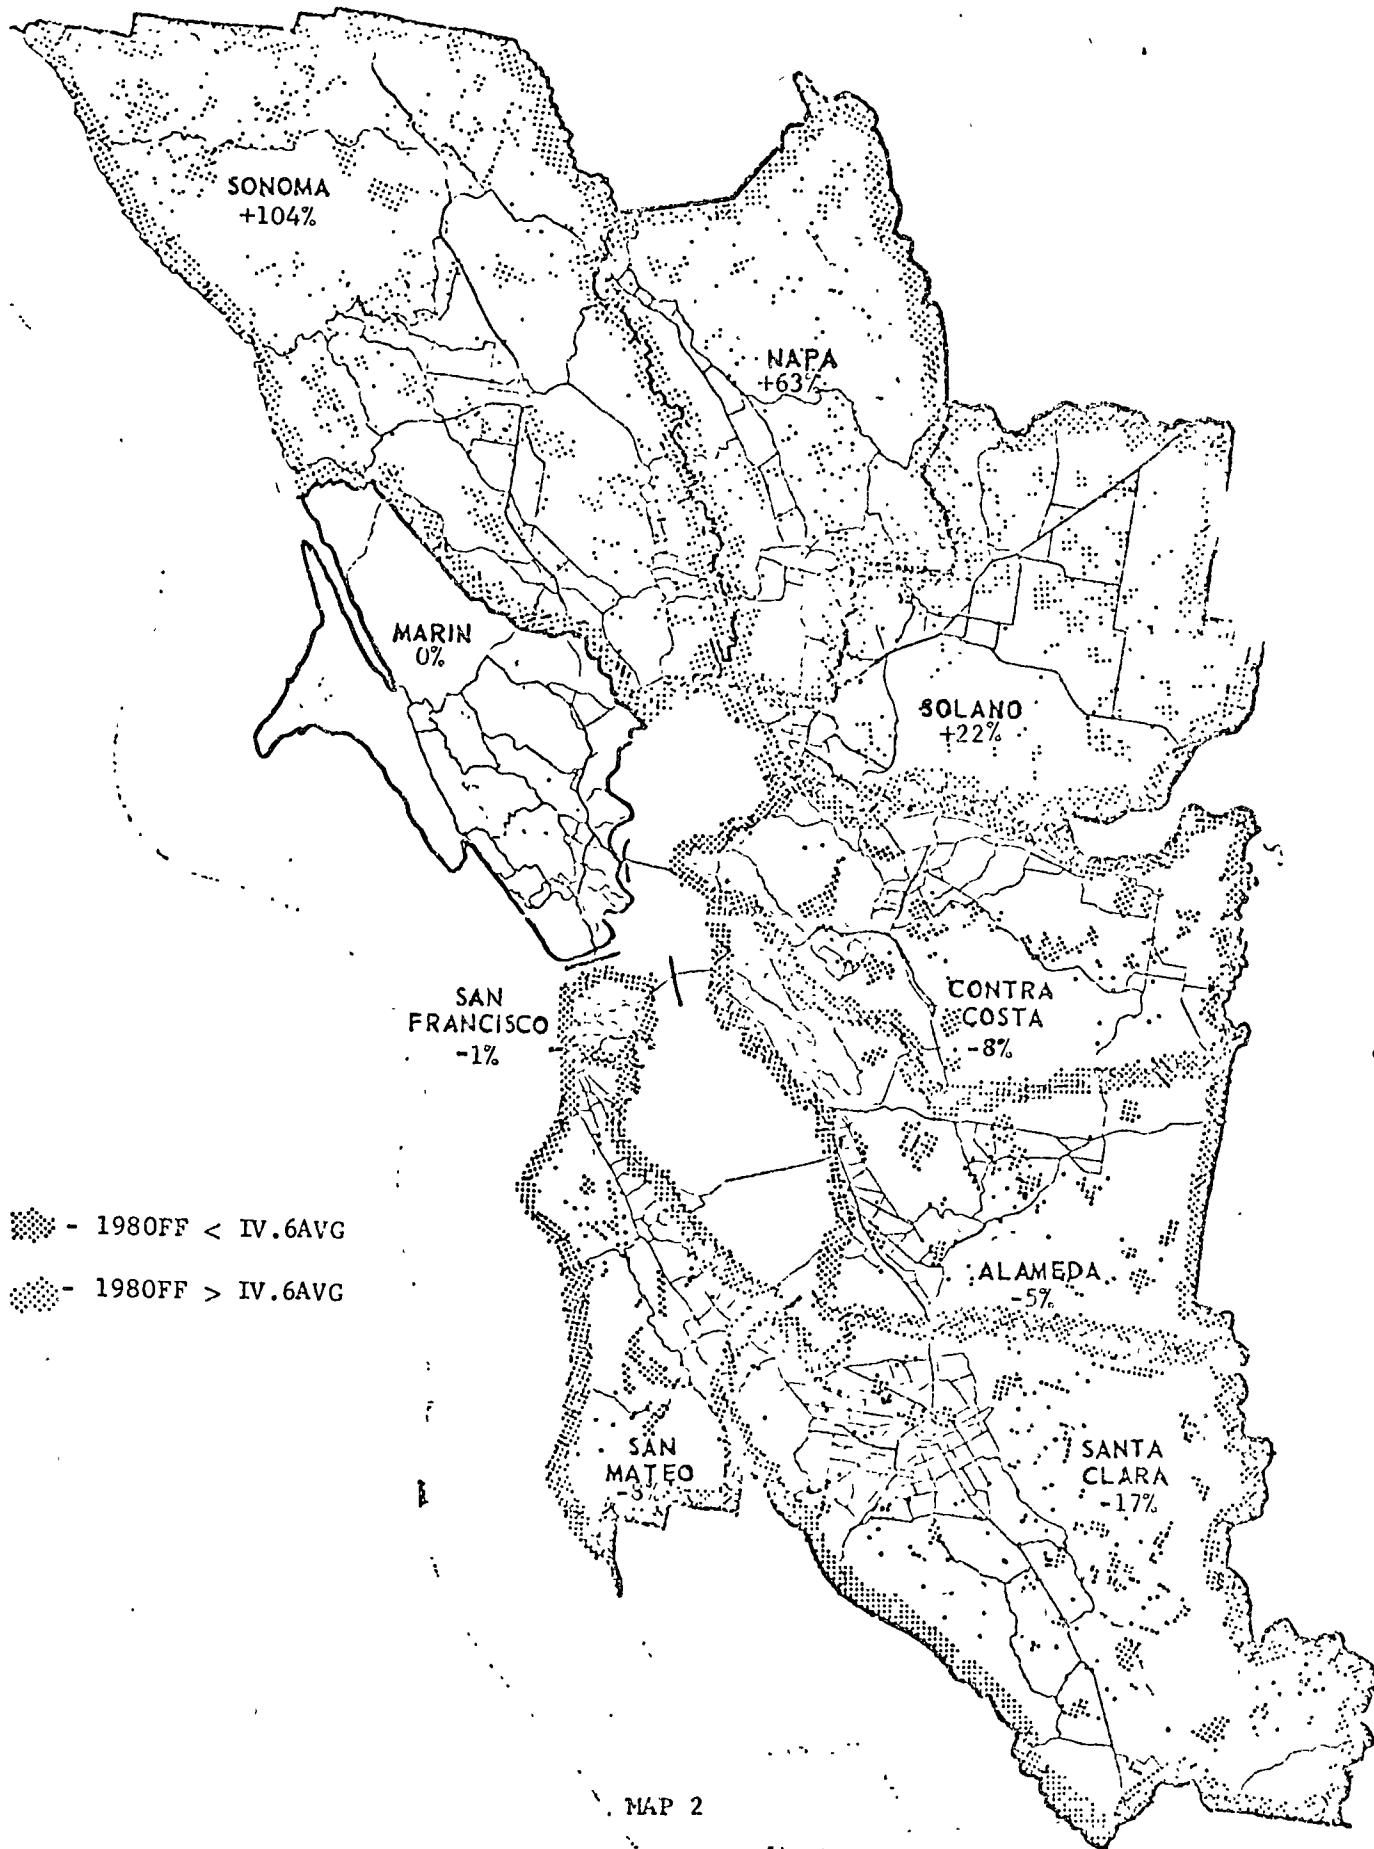 SONOMA
+104%
NAPA
+63%
MARIN
0%
SOLANO
+22%
SAN
FRANCISCO
-1%
CONTRA
COSTA
-8%
- 1980FF < IV.6AVG
- 1980FF > IV.6AVG
ALAMEDA
-5%
SAN
MATEO
SANTA
CLARA
-17%
MAP 2